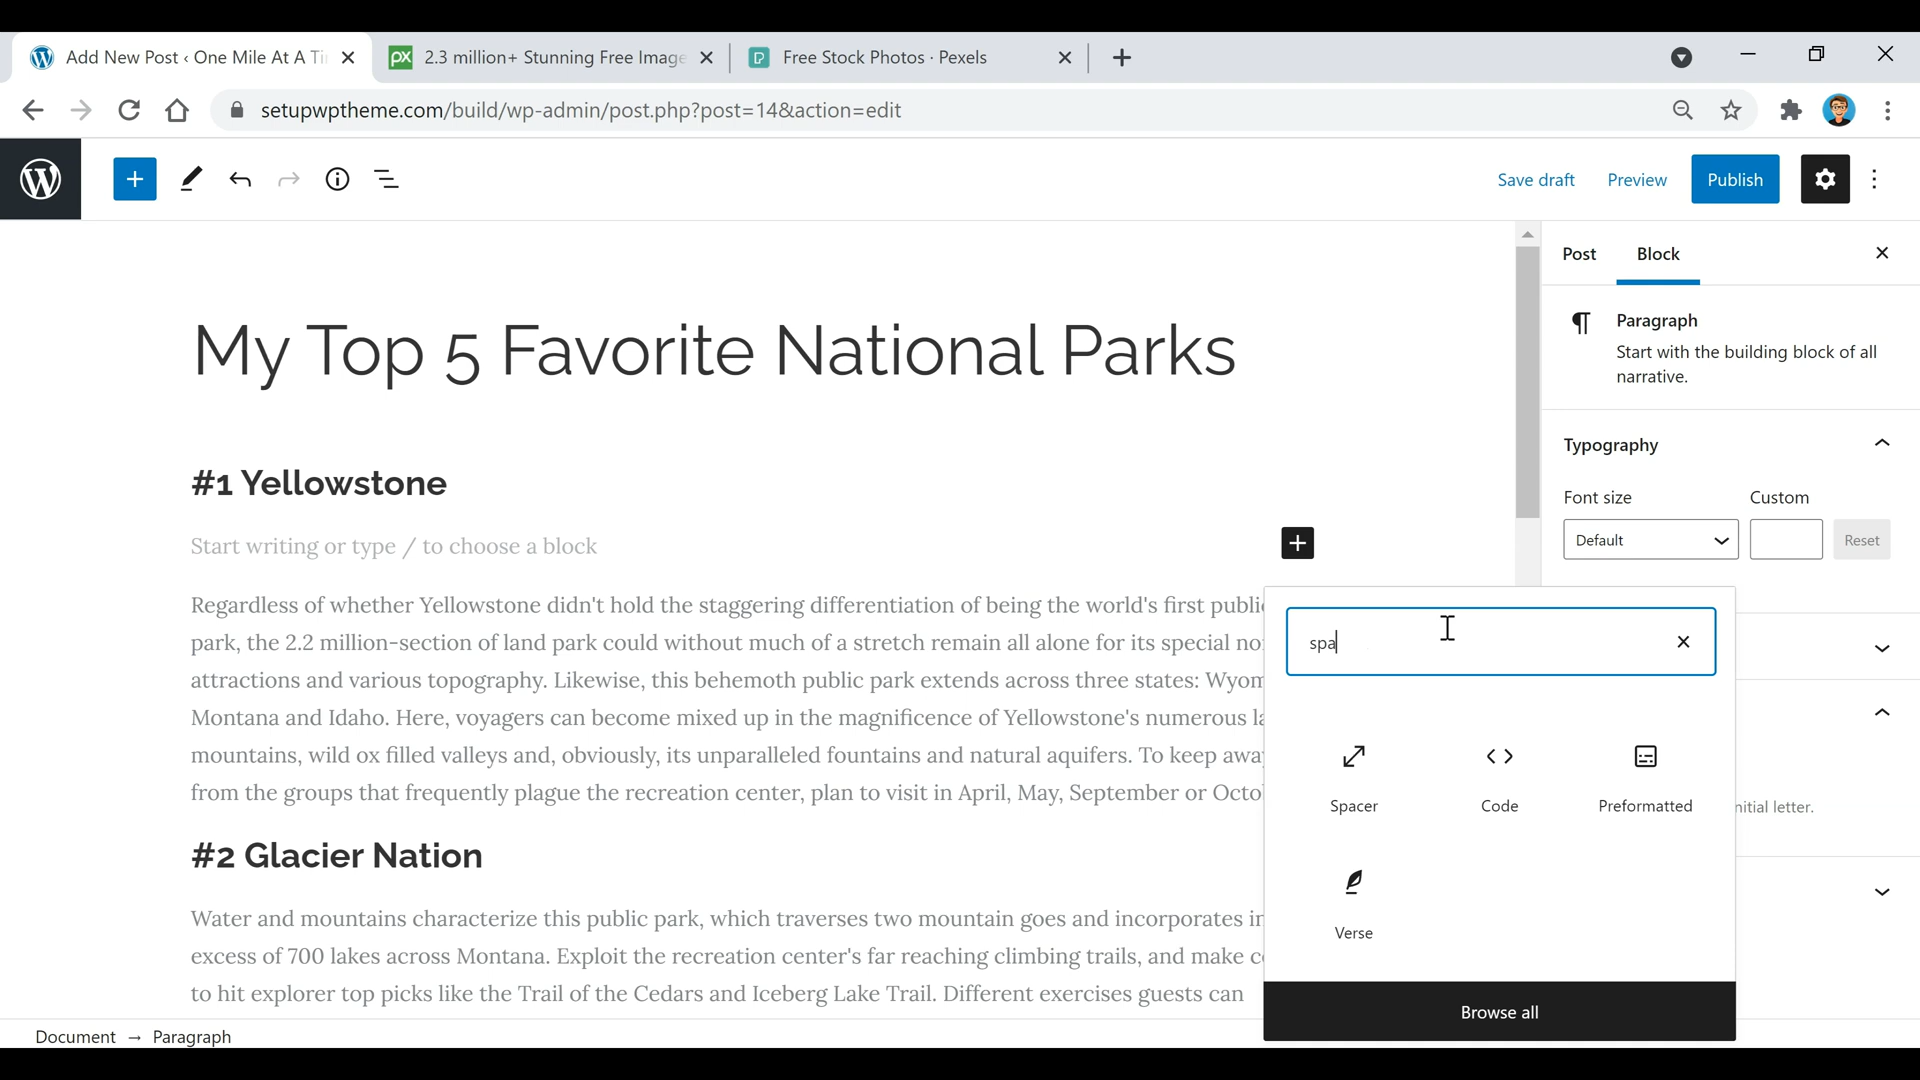 Add New Post ‹ One Mile At A Ti
2.3 million+ Stunning Free Image
Free Stock Photos · Pexels
setupwptheme.com/build/wp-admin/post.php?post=14&action=edit
Save draft
Preview
Publish
Post
Block
My Top 5 Favorite National Parks
Paragraph
Start with the building block of all
narrative.
Typography
Font size
Custom
Default
Reset
#1 Yellowstone
Start writing or type / to choose a block
Regardless of whether Yellowstone didn't hold the staggering differentiation of being the world's first publi
park, the 2.2 million-section of land park could without much of a stretch remain all alone for its special no
attractions and various topography. Likewise, this behemoth public park extends across three states: Wyom
Montana and Idaho. Here, voyagers can become mixed up in the magnificence of Yellowstone's numerous la
mountains, wild ox filled valleys and, obviously, its unparalleled fountains and natural aquifers. To keep awa
from the groups that frequently plague the recreation center, plan to visit in April, May, September or Octo
#2 Glacier Nation
Water and mountains characterize this public park, which traverses two mountain goes and incorporates in
excess of 700 lakes across Montana. Exploit the recreation center's far reaching climbing trails, and make c
to hit explorer top picks like the Trail of the Cedars and Iceberg Lake Trail. Different exercises guests can
spa
Spacer
Code
Preformatted
nitial letter.
Verse
Browse all
Document → Paragraph